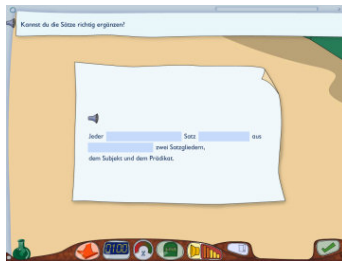 Kannst du die Sätze richtig ergänzen?
Jeder Satz aus
zwei Satzgliedern,
dem Subjekt und dem Prädikat.